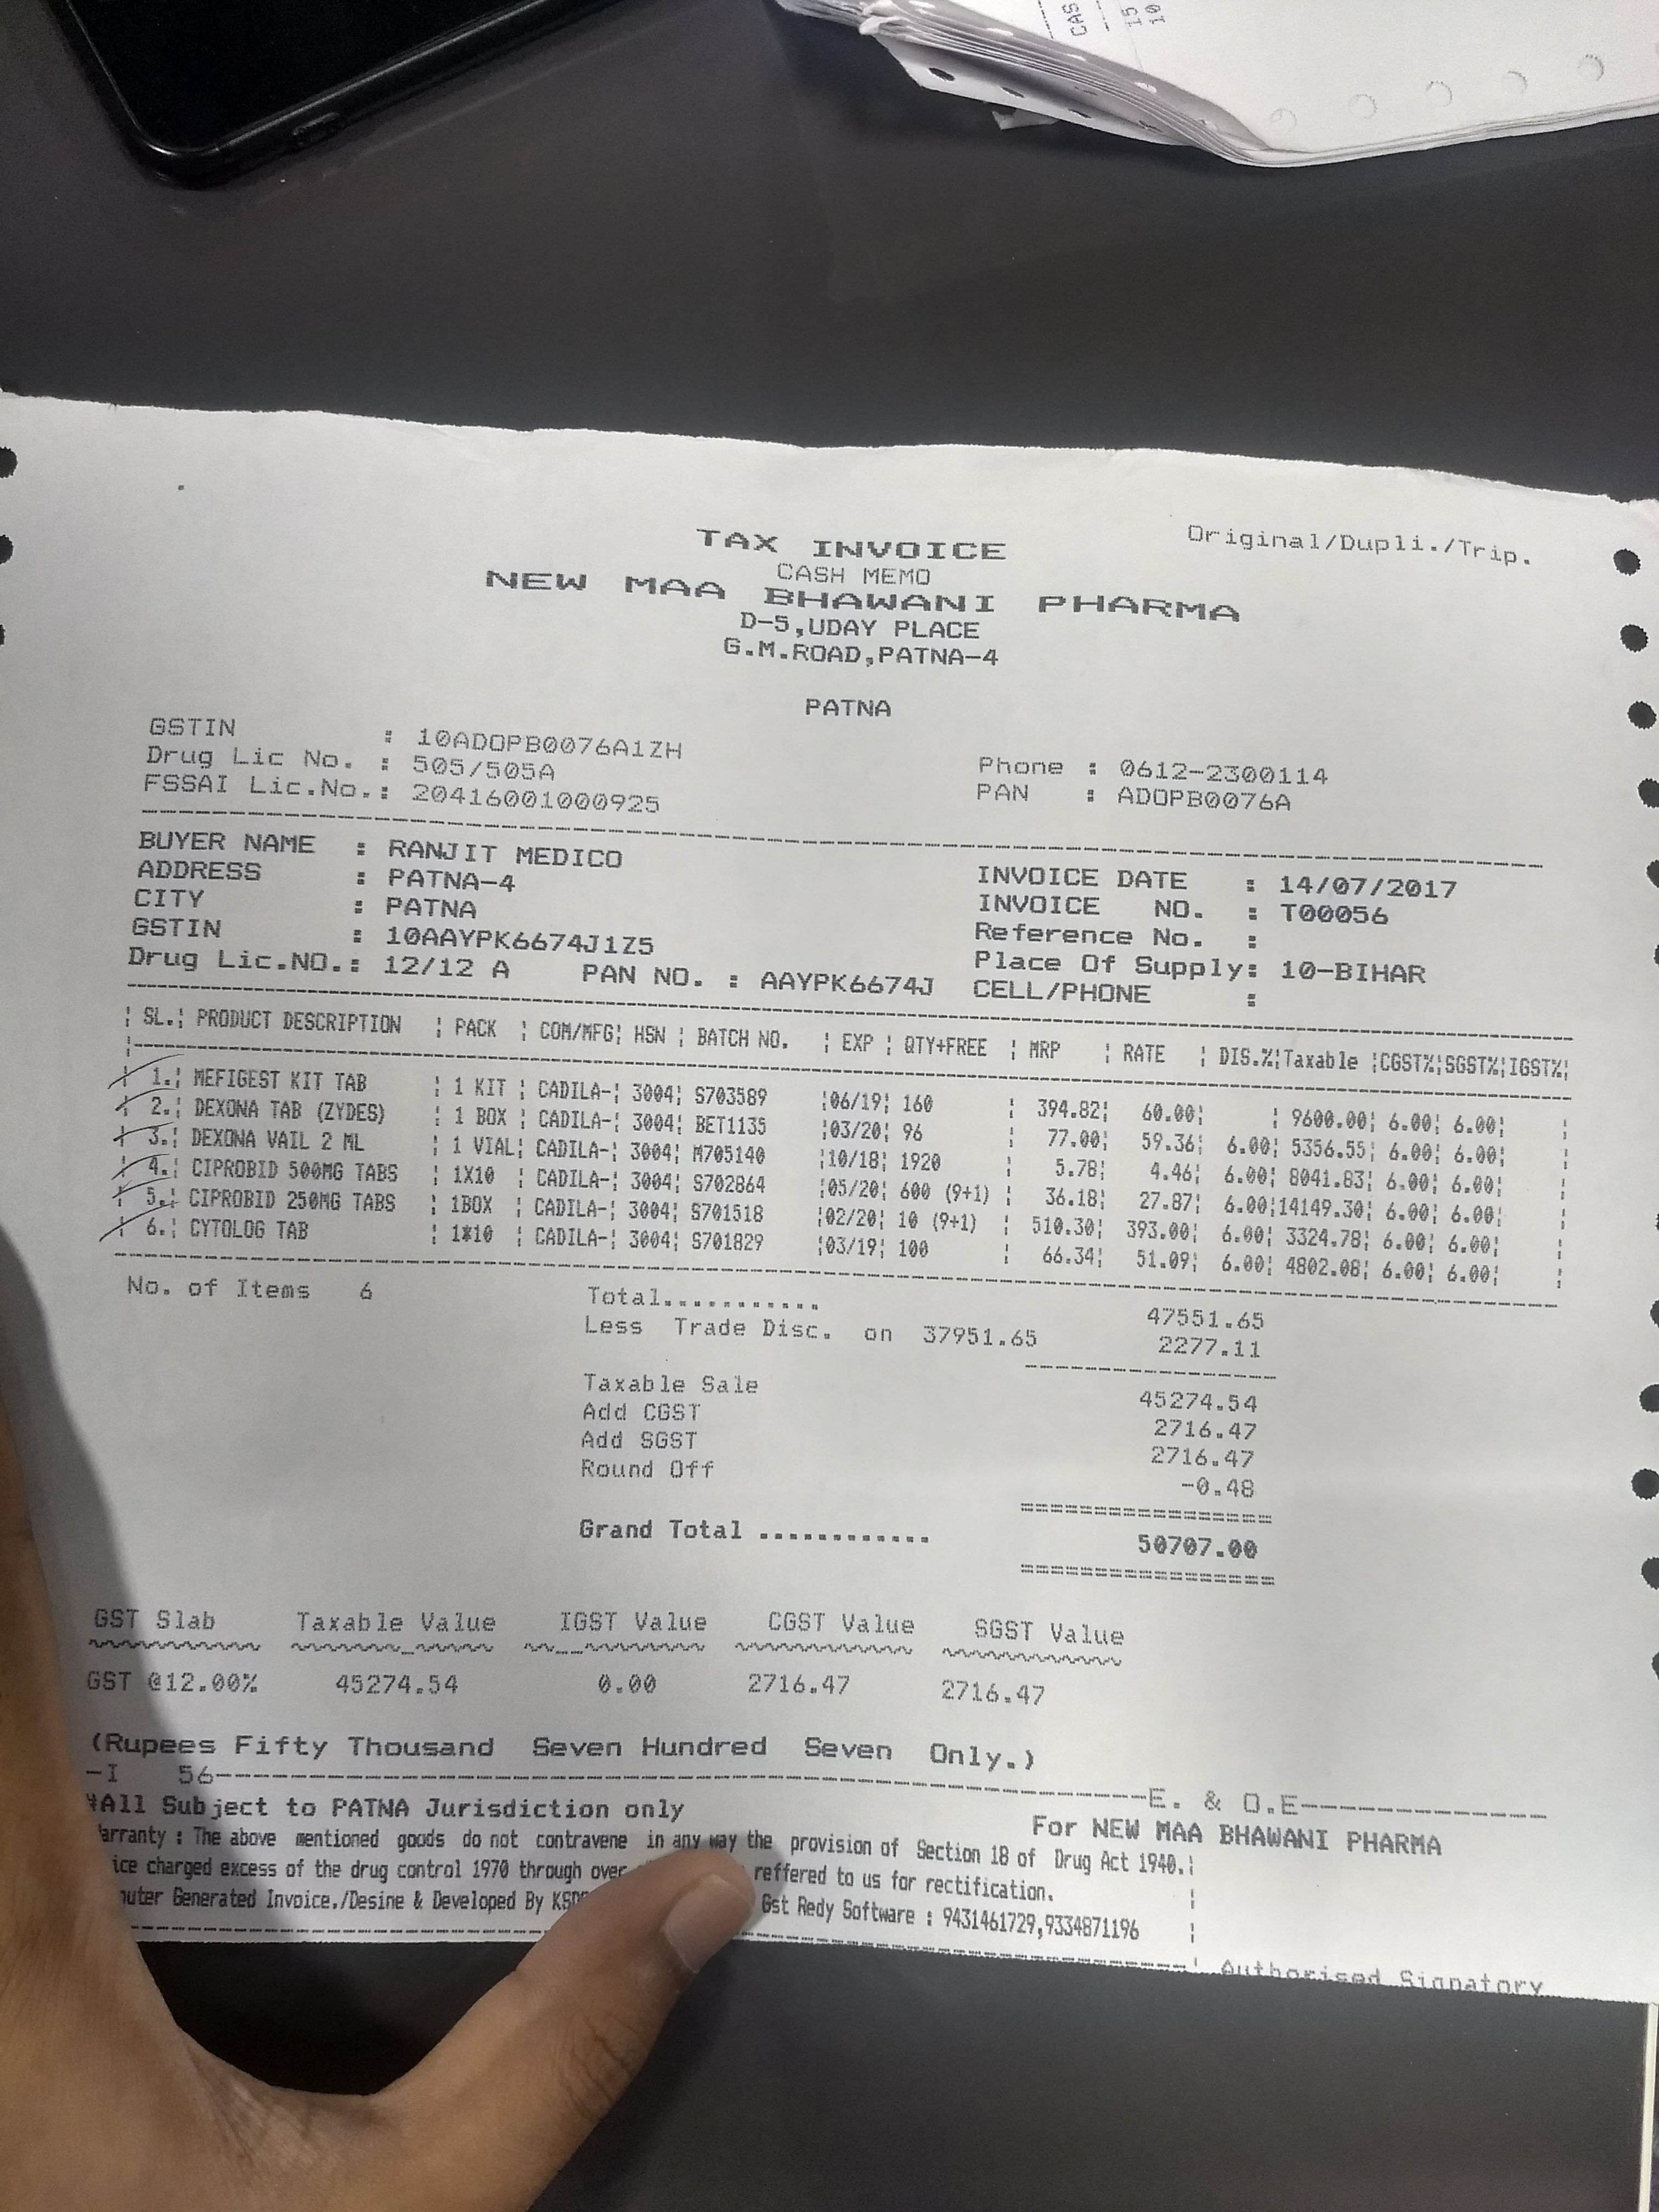 CAS
15
10
Original/Dupli./Trip.
TAX INVOICE
CASH MEMO
NEW MAA BHAWANI PHARMA
D-5,UDAY PLACE
G.M.ROAD,PATNA-4
PATNA
GSTIN : 10ADOPB0076A1ZH
Drug Lic No. : 505/505A Phone : 0612-2300114
FSSAI Lic.No.: 20416001000925 PAN : ADOPB0076A
BUYER NAME : RANJIT MEDICO INVOICE DATE : 14/07/2017
ADDRESS : PATNA-4 INVOICE NO. : T00056
CITY : PATNA Reference No. :
GSTIN : 10AAYPK6674J1Z5 Place Of Supply: 10-BIHAR
Drug Lic.NO.: 12/12 A PAN NO. : AAYPK6674J CELL/PHONE :
¦ SL.¦ PRODUCT DESCRIPTION ¦ PACK ¦ COM/MFG¦ HSN ¦ BATCH NO. ¦ EXP ¦ QTY+FREE ¦ MRP ¦ RATE ¦ DIS.%¦Taxable ¦CGST%¦SGST%¦IGST%¦
¦ 1.¦ MEFIGEST KIT TAB ¦ 1 KIT ¦ CADILA-¦ 3004¦ S703589 ¦06/19¦ 160 ¦ 394.82¦ 60.00¦ ¦ 9600.00¦ 6.00¦ 6.00¦ ¦
¦ 2.¦ DEXONA TAB (ZYDES) ¦ 1 BOX ¦ CADILA-¦ 3004¦ BET1135 ¦03/20¦ 96 ¦ 77.00¦ 59.36¦ 6.00¦ 5356.55¦ 6.00¦ 6.00¦ ¦
¦ 3.¦ DEXONA VAIL 2 ML ¦ 1 VIAL¦ CADILA-¦ 3004¦ M705140 ¦10/18¦ 1920 ¦ 5.78¦ 4.46¦ 6.00¦ 8041.83¦ 6.00¦ 6.00¦ ¦
¦ 4.¦ CIPROBID 500MG TABS ¦ 1X10 ¦ CADILA-¦ 3004¦ S702864 ¦05/20¦ 600 (9+1) ¦ 36.18¦ 27.87¦ 6.00¦14149.30¦ 6.00¦ 6.00¦ ¦
¦ 5.¦ CIPROBID 250MG TABS ¦ 1BOX ¦ CADILA-¦ 3004¦ S701518 ¦02/20¦ 10 (9+1) ¦ 510.30¦ 393.00¦ 6.00¦ 3324.78¦ 6.00¦ 6.00¦ ¦
¦ 6.¦ CYTOLOG TAB ¦ 1*10 ¦ CADILA-¦ 3004¦ S701829 ¦03/19¦ 100 ¦ 66.34¦ 51.09¦ 6.00¦ 4802.08¦ 6.00¦ 6.00¦ ¦
No. of Items 6 Total........... 47551.65
Less Trade Disc. on 37951.65 2277.11
Taxable Sale 45274.54
Add CGST 2716.47
Add SGST 2716.47
Round Off -0.48
Grand Total ............ 50707.00
GST Slab Taxable Value IGST Value CGST Value SGST Value
GST @12.00% 45274.54 0.00 2716.47 2716.47
(Rupees Fifty Thousand Seven Hundred Seven Only.)
-I 56------E. & O.E------
*All Subject to PATNA Jurisdiction only For NEW MAA BHAWANI PHARMA
arranty : The above mentioned goods do not contravene in any way the provision of Section 18 of Drug Act 1940.¦
ice charged excess of the drug control 1970 through over reffered to us for rectification. ¦
uter Generated Invoice./Desine & Developed By Gst Redy Software : 9431461729,9334871196 ¦
Authorised Signatory